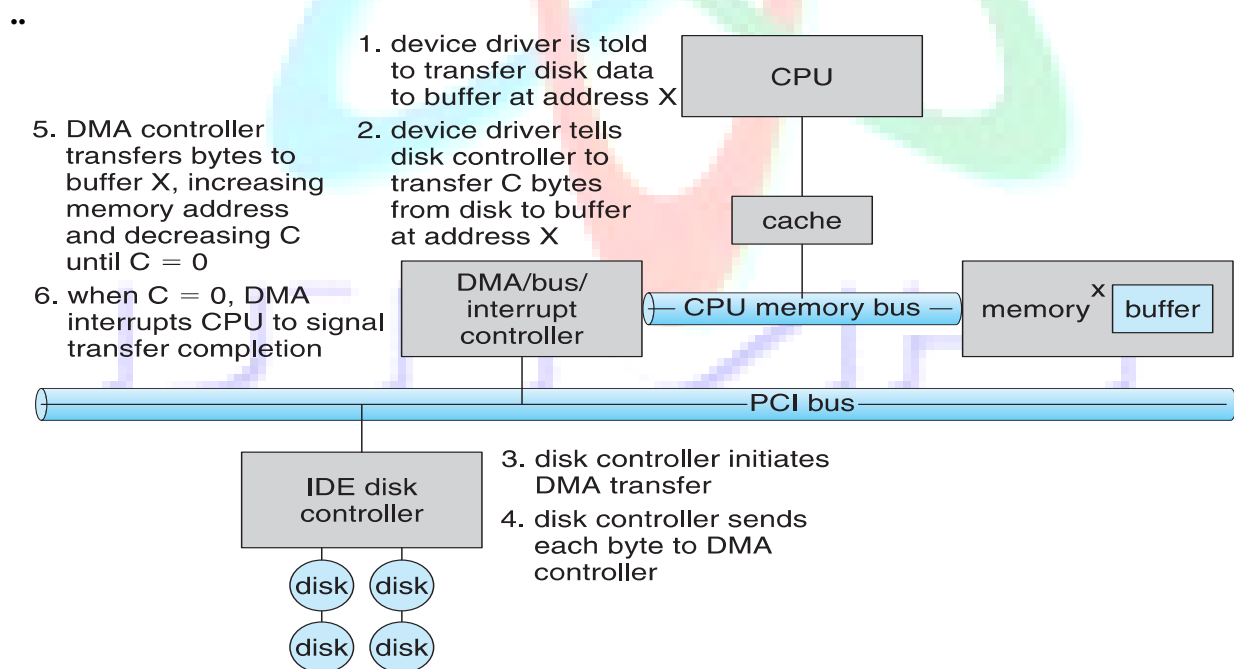 ..
1. device driver is told
to transfer disk data
to buffer at address X
CPU
5. DMA controller
transfers bytes to
buffer X, increasing
memory address
and decreasing C
until C = 0
2. device driver tells
disk controller to
transfer C bytes
from disk to buffer
at address X
cache
6. when C = 0, DMA
interrupts CPU to signal
transfer completion
DMA/bus/
interrupt
controller
CPU memory bus
memory
X
buffer
PCI bus
IDE disk
controller
3. disk controller initiates
DMA transfer
4. disk controller sends
each byte to DMA
controller
disk
disk
disk
disk